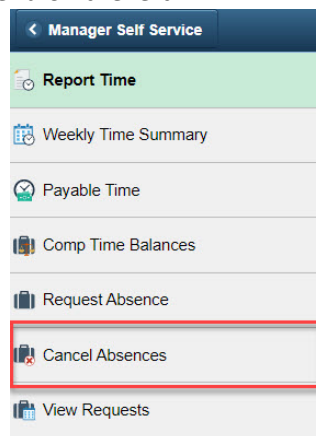 Manager Self Service
Report Time
Weekly Time Summary
Payable Time
Comp Time Balances
Request Absence
Cancel Absences
View Requests